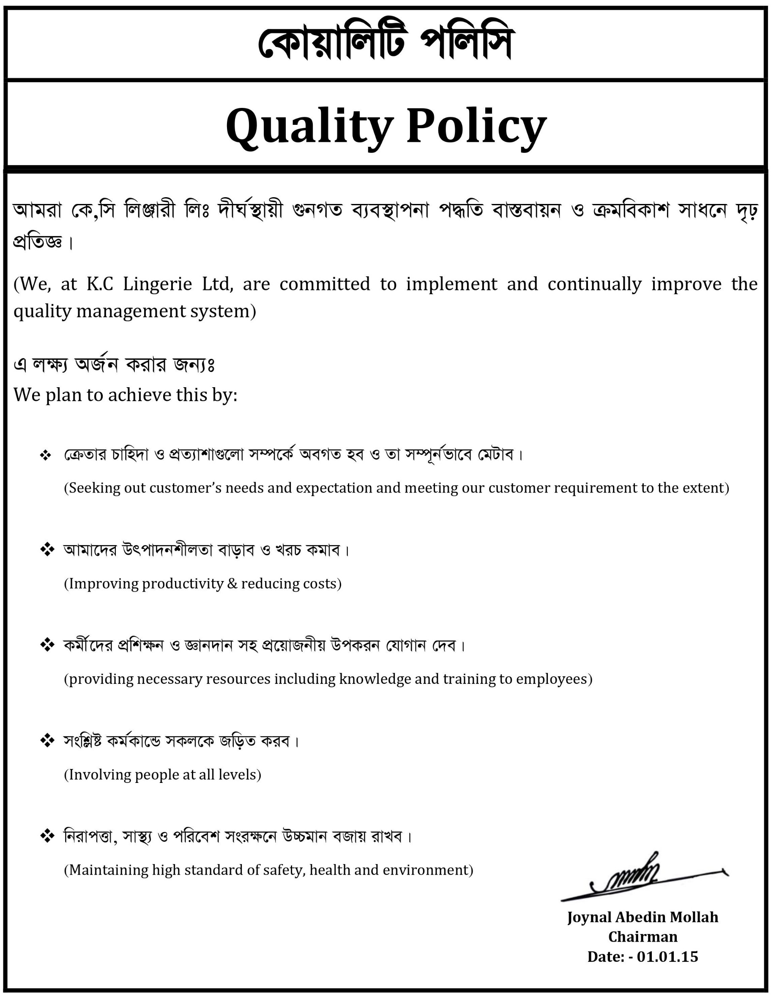 কোয়ালিটি পলিসি
Quality Policy
আমরা কে,সি লিঞ্জারী লিঃ দীর্ঘস্থায়ী গুনগত ব্যবস্থাপনা পদ্ধতি বাস্তবায়ন ও ক্রমবিকাশ সাধনে দৃঢ়
প্রতিজ্ঞ।
(We, at K.C Lingerie Ltd, are committed to implement and continually improve the
quality management system)
এ লক্ষ্য অর্জন করার জন্যঃ
We plan to achieve this by:
❖ ক্রেতার চাহিদা ও প্রত্যাশাগুলো সম্পর্কে অবগত হব ও তা সম্পূর্নভাবে মেটাব।
(Seeking out customer’s needs and expectation and meeting our customer requirement to the extent)
❖ আমাদের উৎপাদনশীলতা বাড়াব ও খরচ কমাব।
(Improving productivity & reducing costs)
❖ কর্মীদের প্রশিক্ষন ও জ্ঞানদান সহ প্রয়োজনীয় উপকরন যোগান দেব।
(providing necessary resources including knowledge and training to employees)
❖ সংশ্লিষ্ট কর্মকান্ডে সকলকে জড়িত করব।
(Involving people at all levels)
❖ নিরাপত্তা, সাস্থ্য ও পরিবেশ সংরক্ষনে উচ্চমান বজায় রাখব।
(Maintaining high standard of safety, health and environment)
Joynal Abedin Mollah
Chairman
Date: - 01.01.15